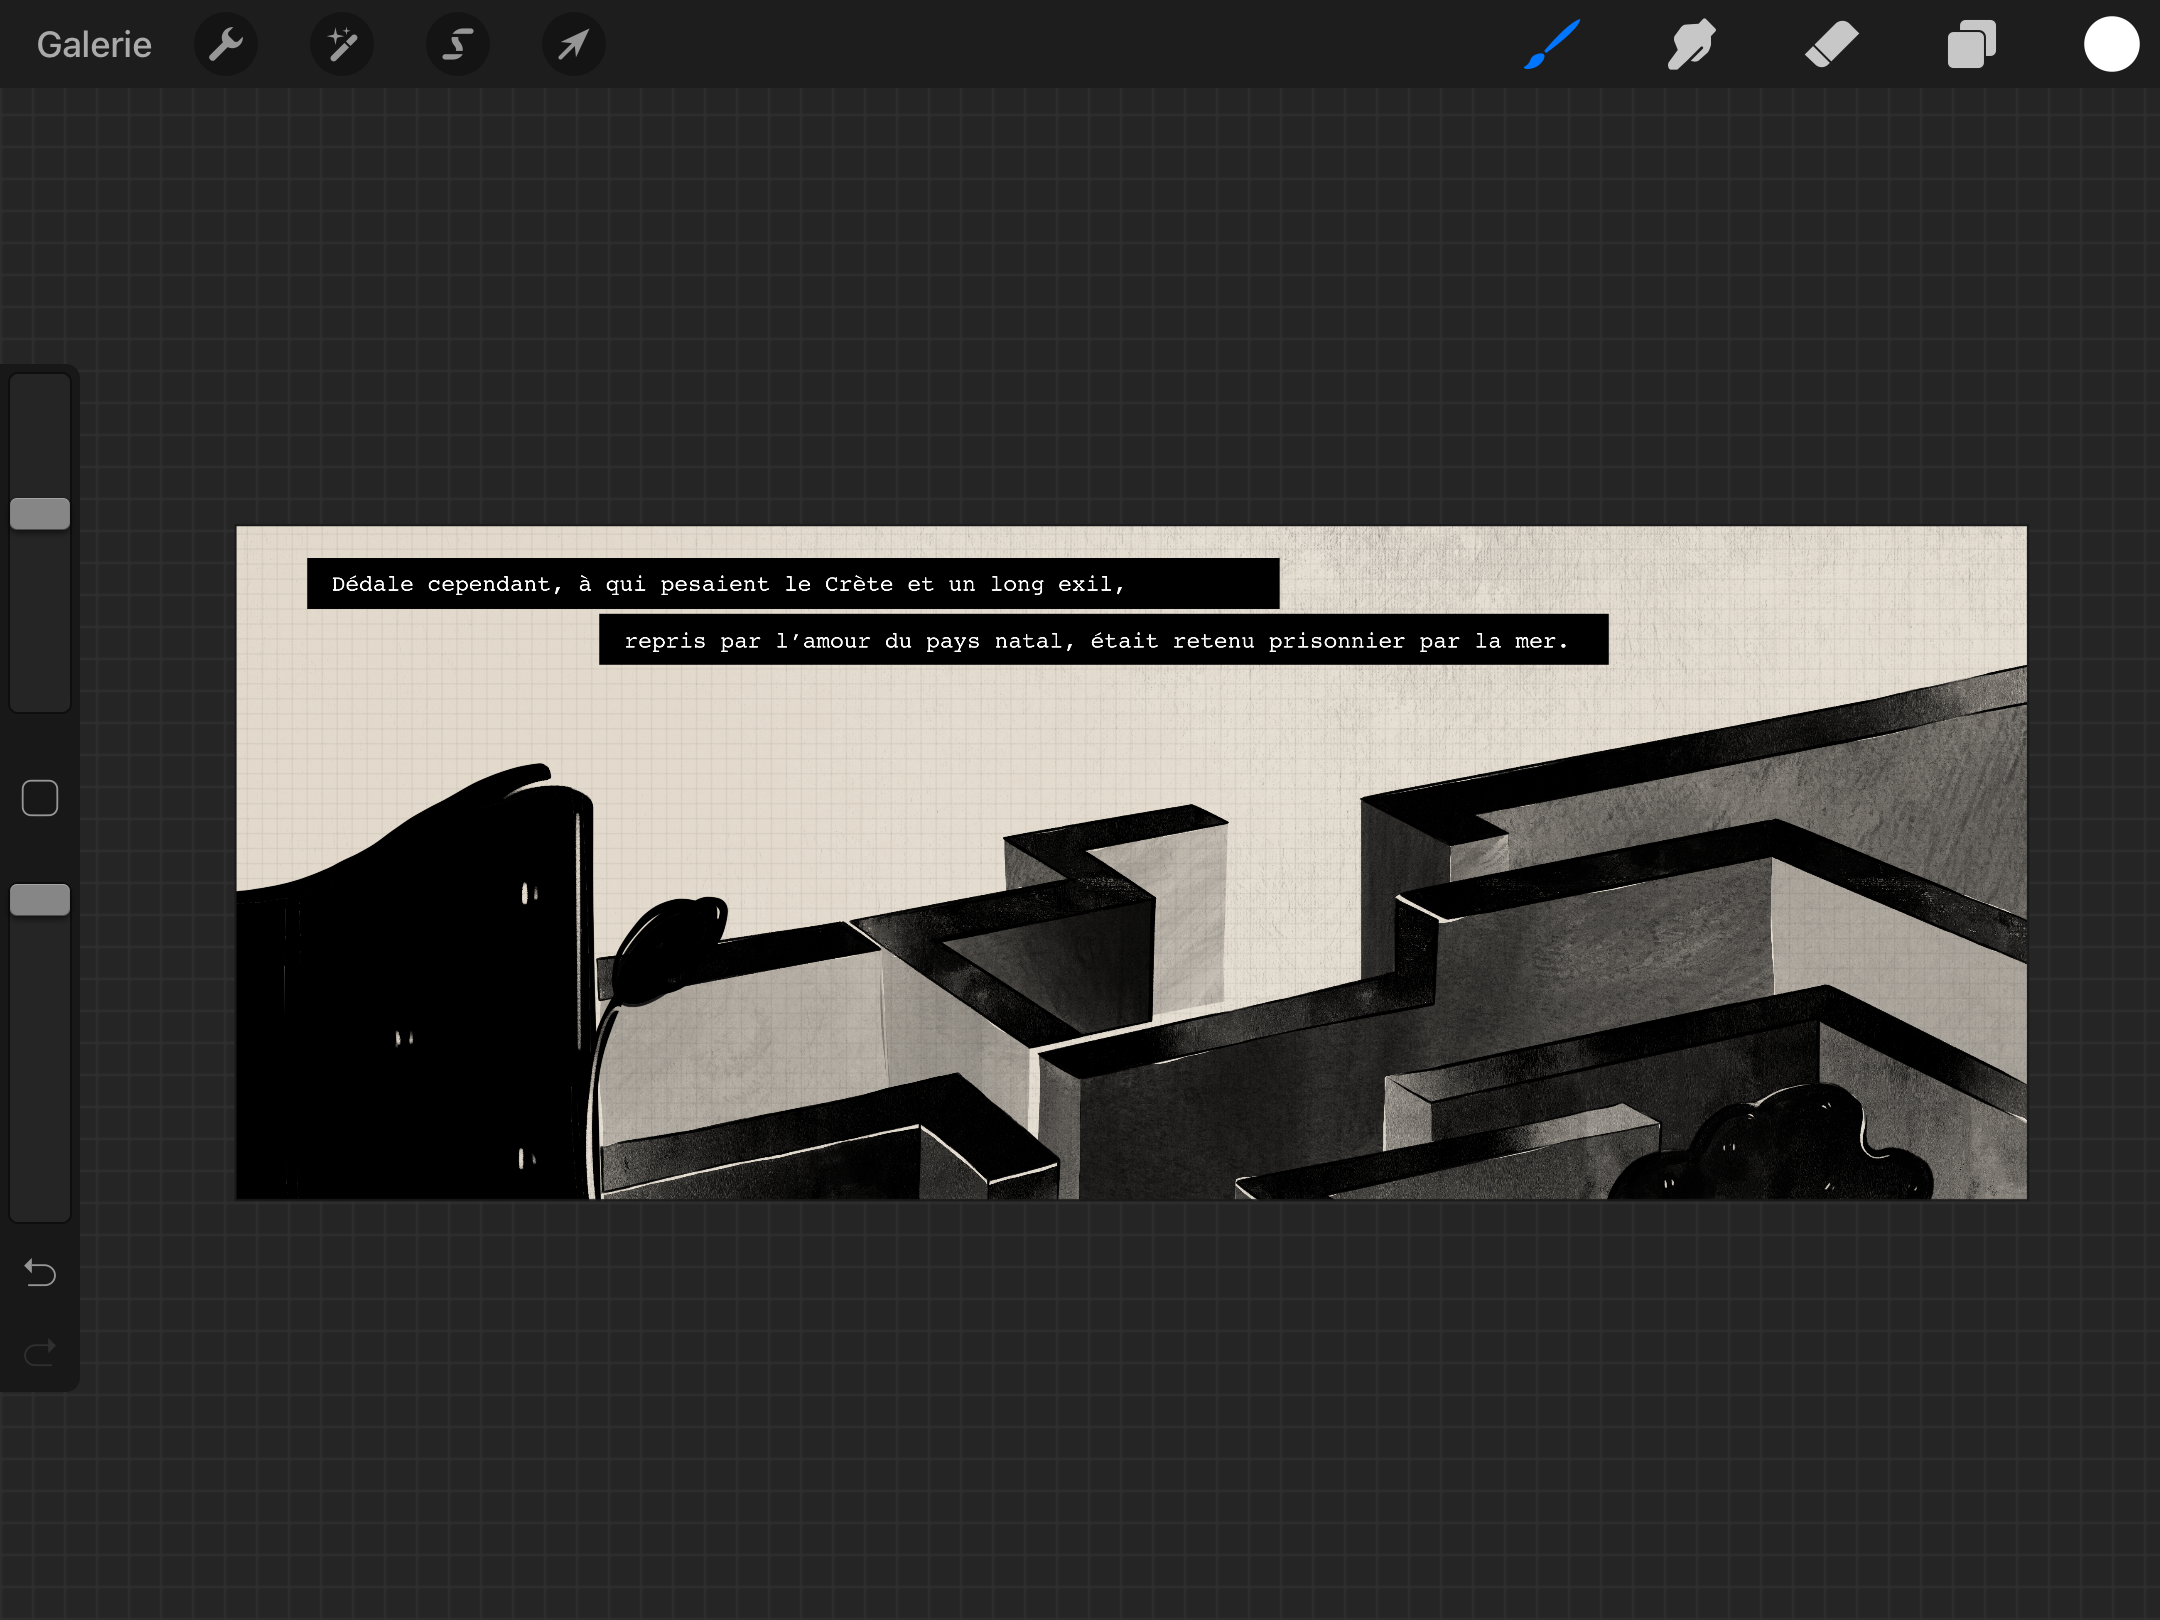 Galerie
Dédale cependant, à qui pesaient le Crète et un long exil,
repris par l’amour du pays natal, était retenu prisonnier par la mer.